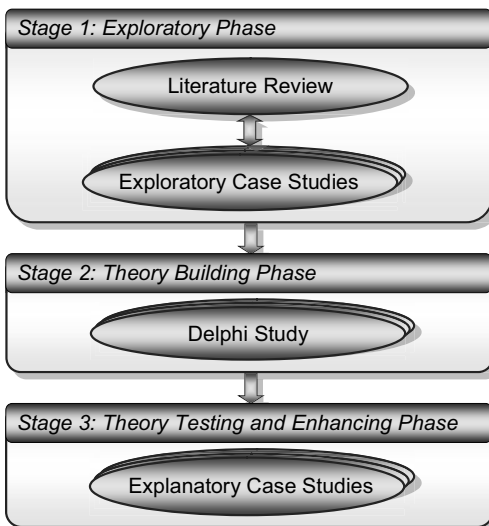 Stage 1: Exploratory Phase
Literature Review
Exploratory Case Studies
Stage 2: Theory Building Phase
Delphi Study
Stage 3: Theory Testing and Enhancing Phase
Explanatory Case Studies